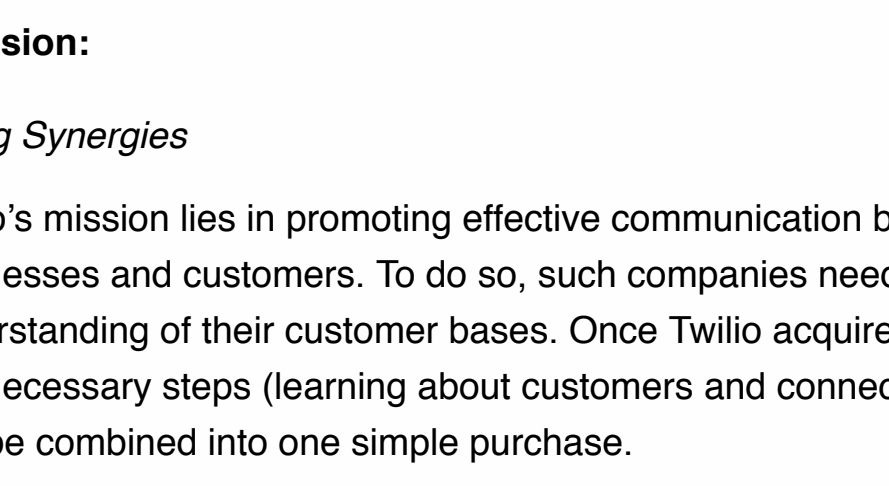 sion:
g Synergies
o’s mission lies in promoting effective communication b
esses and customers. To do so, such companies need
rstanding of their customer bases. Once Twilio acquire
ecessary steps (learning about customers and connec
be combined into one simple purchase.